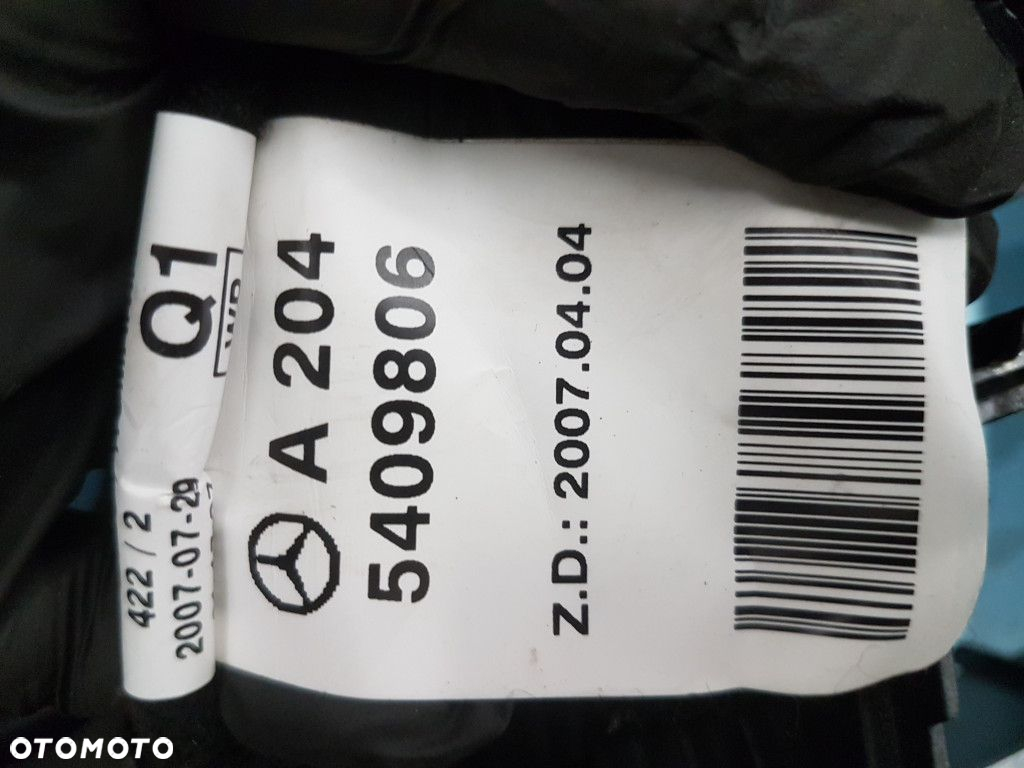 Q1
422 / 2
2007-07-29
A 204
5409806
Z.D.: 2007.04.04
OTOMOTO